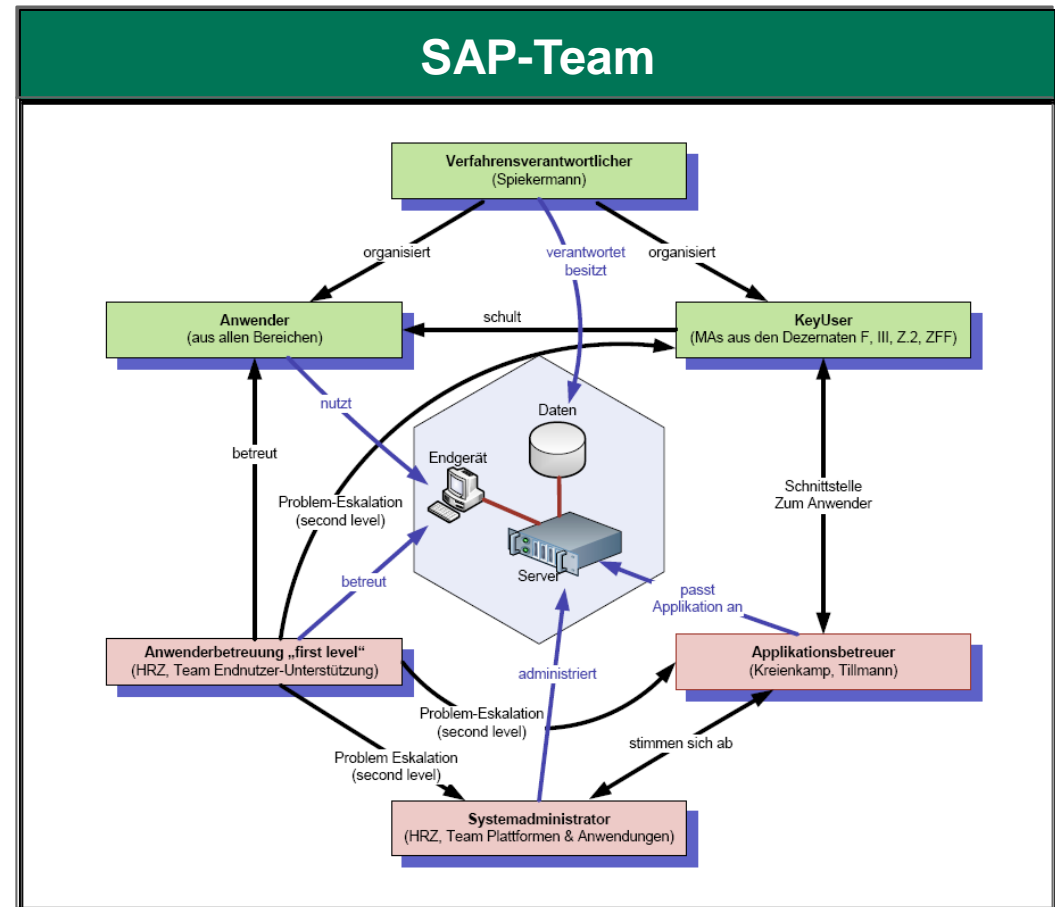 SAP-Team
Verfahrensverantwortlicher
(Spiekermann)
organisiert
verantwortet
besitzt
organisiert
Anwender
(aus allen Bereichen)
schult
KeyUser
(MAs aus den Dezernaten F, III, Z.2, ZFF)
nutzt
Daten
betreut
Endgerät
Problem-Eskalation
(second level)
Schnittstelle
Zum Anwender
Server
betreut
passt
Applikation an
Anwenderbetreuung „first level“
(HRZ, Team Endnutzer-Unterstützung)
Applikationsbetreuer
(Kreienkamp, Tillmann)
administriert
Problem-Eskalation
(second level)
stimmen sich ab
Problem Eskalation
(second level)
Systemadministrator
(HRZ, Team Plattformen & Anwendungen)